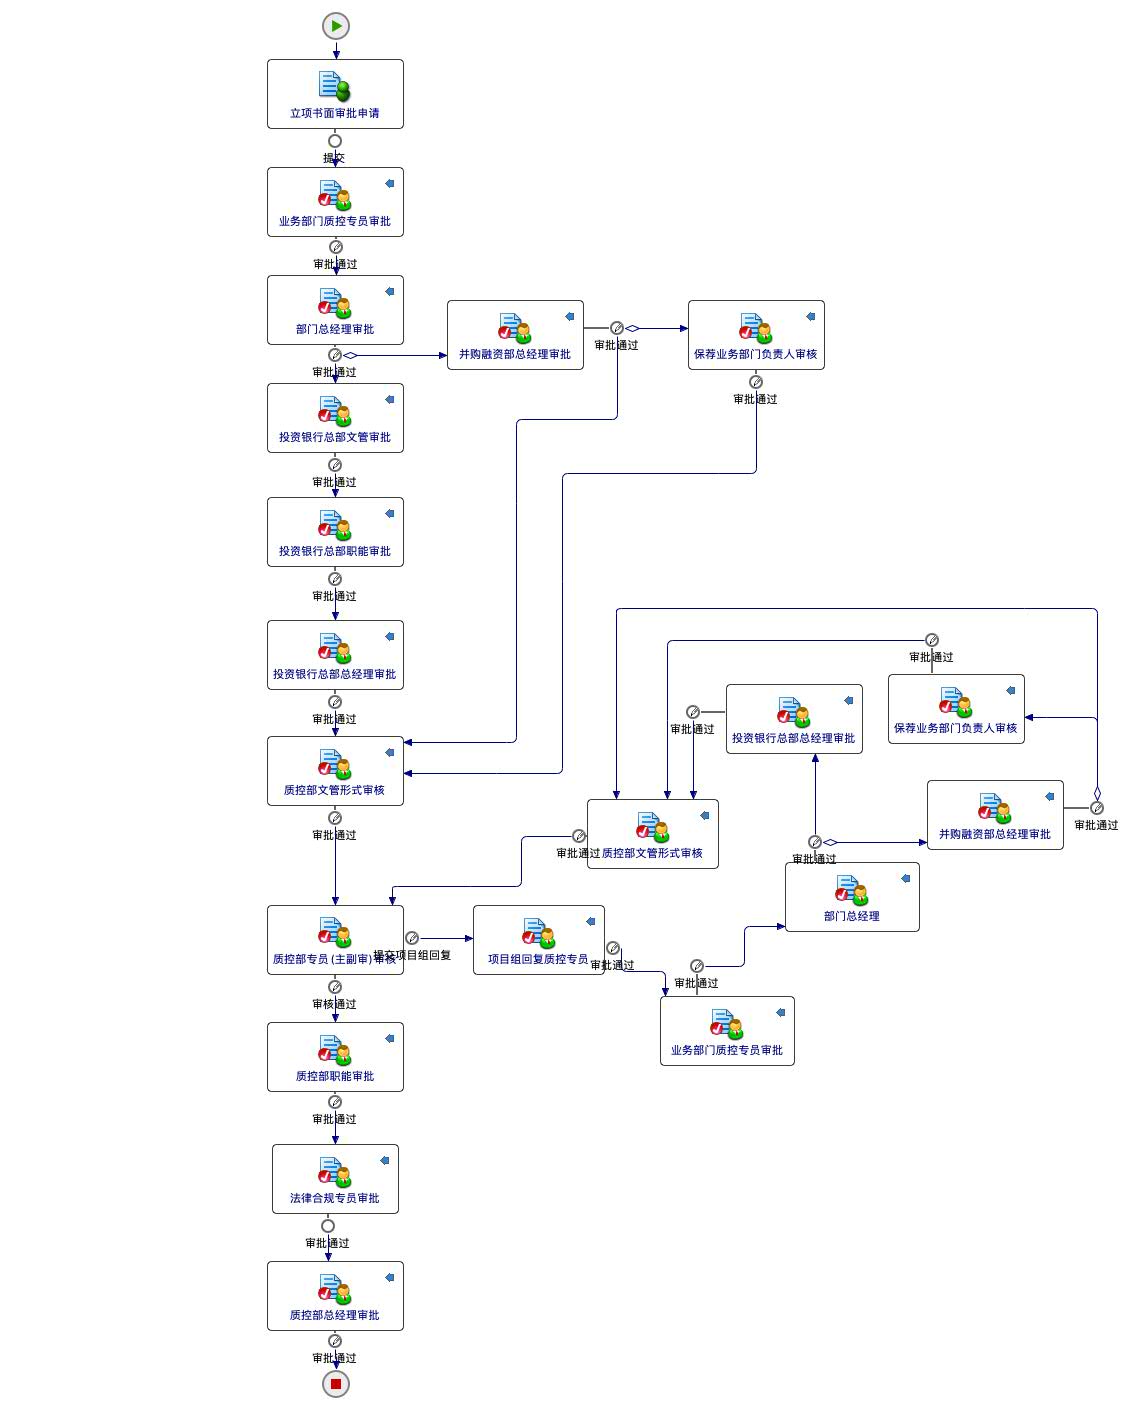 立项书面审批申请
提交
业务部门质控专员审批
审批通过
部门总经理审批
审批通过
并购融资部总经理审批
审批通过
保荐业务部门负责人审核
审批通过
投资银行总部文管审批
审批通过
投资银行总部职能审批
审批通过
投资银行总部总经理审批
审批通过
质控部文管形式审核
审批通过
审批通过
保荐业务部门负责人审核
审批通过
投资银行总部总经理审批
并购融资部总经理审批
审批通过
审批通过
质控部文管形式审核
审批通过
部门总经理
质控部专员(主副审)审核
提交项目组回复
项目组回复质控专员
审批通过
审批通过
业务部门质控专员审批
审核通过
质控部职能审批
审批通过
法律合规专员审批
审批通过
质控部总经理审批
审批通过